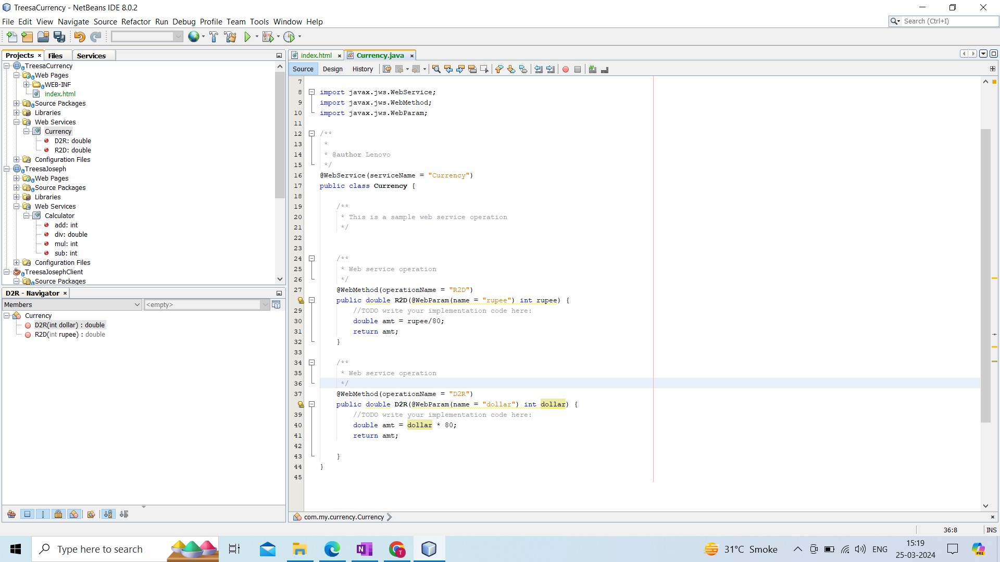 TreesaCurrency - NetBeans IDE 8.0.2
File Edit View Navigate Source Refactor Run Debug Profile Team Tools Window Help
Search (Ctrl+I)
Projects × Files Services
TreesaCurrency
Web Pages
WEB-INF
index.html
Source Packages
Libraries
Web Services
Currency
D2R: double
R2D: double
Configuration Files
TreesaJoseph
Web Pages
Source Packages
Libraries
Web Services
Calculator
add: int
div: double
mul: int
sub: int
Configuration Files
TreesaJosephClient
Source Packages
D2R - Navigator ×
Members
<empty>
Currency
D2R(int dollar) : double
R2D(int rupee) : double
index.html × Currency.java ×
Source Design History
7
8 import javax.jws.WebService;
9 import javax.jws.WebMethod;
10 import javax.jws.WebParam;
11
12 /**
13 *
14 * @author Lenovo
15 */
16 @WebService(serviceName = "Currency")
17 public class Currency {
18
19 /**
20 * This is a sample web service operation
21 */
22
23
24 /**
25 * Web service operation
26 */
27 @WebMethod(operationName = "R2D")
public double R2D(@WebParam(name = "rupee") int rupee) {
29 //TODO write your implementation code here:
30 double amt = rupee/80;
31 return amt;
32 }
33
34 /**
35 * Web service operation
36 */
37 @WebMethod(operationName = "D2R")
public double D2R(@WebParam(name = "dollar") int dollar) {
39 //TODO write your implementation code here:
40 double amt = dollar * 80;
41 return amt;
42
43 }
44 }
45
com.my.currency.Currency
36:8 INS
Type here to search
31°C Smoke
ENG
15:19
25-03-2024
PRE